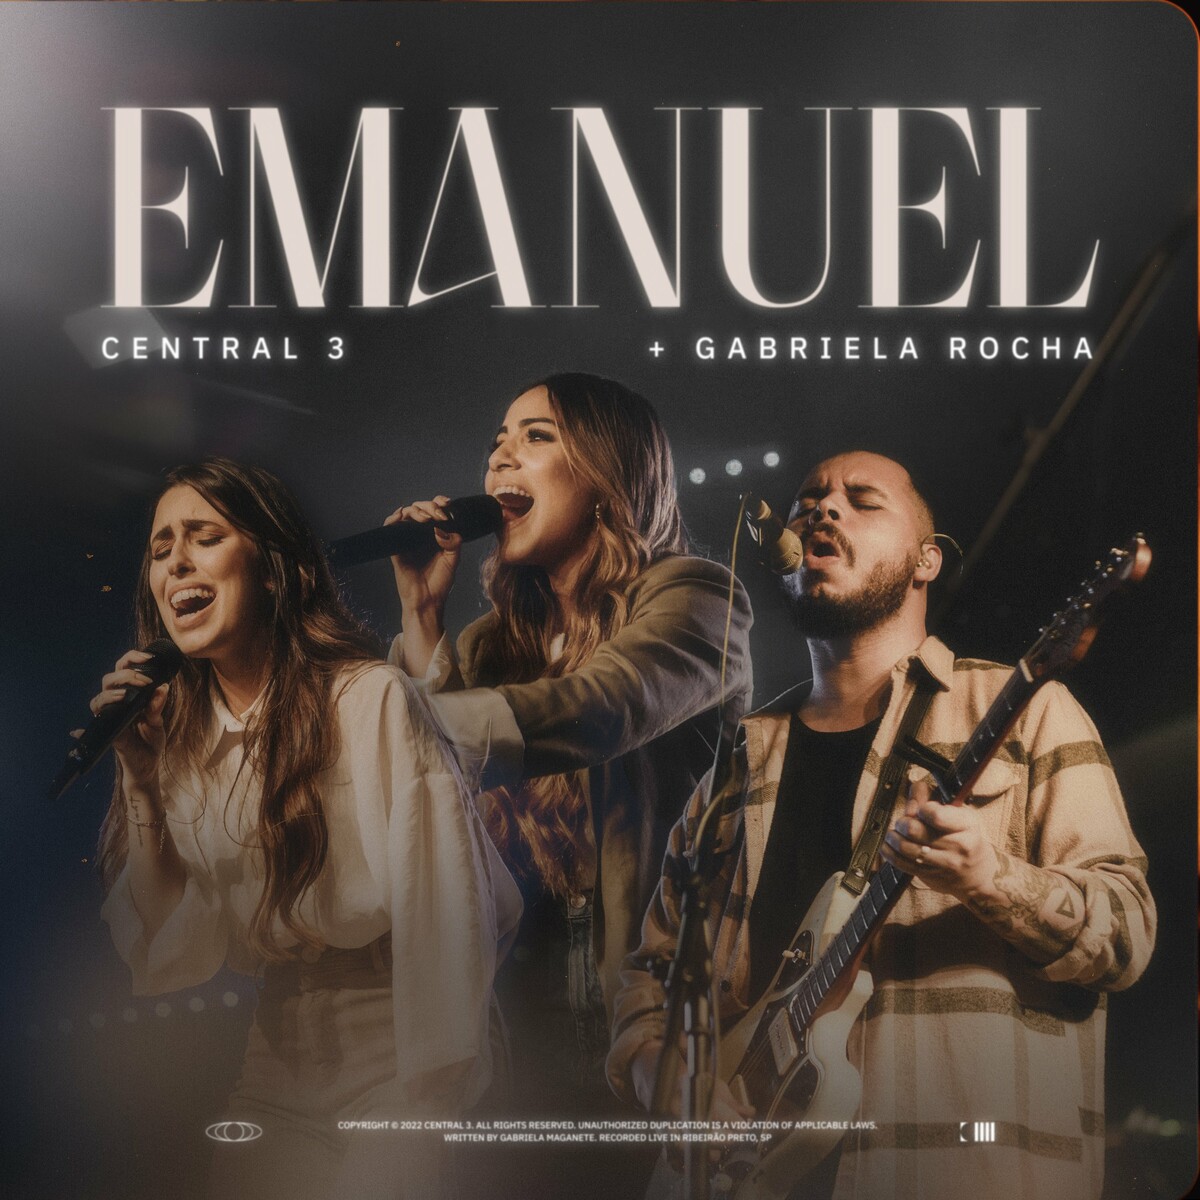 EMANUEL
CENTRAL 3
+ GABRIELA ROCHA
COPYRIGHT © 2022 CENTRAL 3. ALL RIGHTS RESERVED. UNAUTHORIZED DUPLICATION IS A VIOLATION OF APPLICABLE LAWS.
WRITTEN BY GABRIELA MAGANETE. RECORDED LIVE IN RIBEIRÃO PRETO, SP